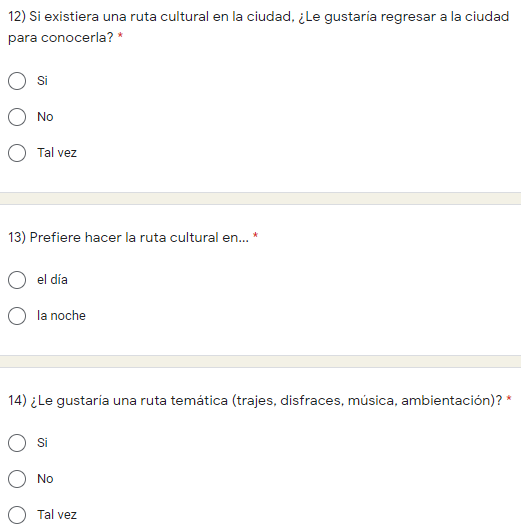 12) Si existiera una ruta cultural en la ciudad, ¿Le gustaría regresar a la ciudad
para conocerla? *
Si
No
Tal vez
13) Prefiere hacer la ruta cultural en... *
el día
la noche
14) ¿Le gustaría una ruta temática (trajes, disfraces, música, ambientación)? *
Si
No
Tal vez